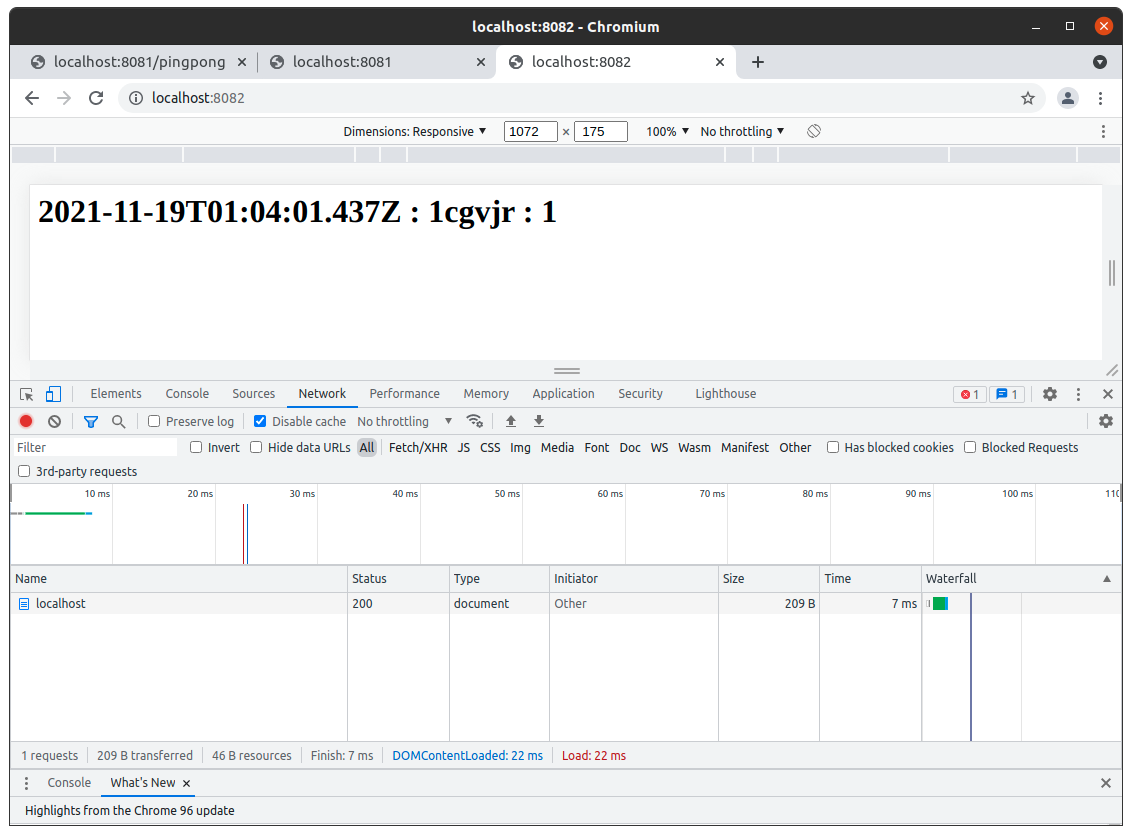 localhost:8082 - Chromium
localhost:8081/pingpong localhost:8081 localhost:8082
localhost:8082
Dimensions: Responsive 1072 × 175 100% No throttling
2021-11-19T01:04:01.437Z : 1cgvjr : 1
Elements Console Sources Network Performance Memory Application Security Lighthouse 1 1
Preserve log Disable cache No throttling
Filter Invert Hide data URLs All Fetch/XHR JS CSS Img Media Font Doc WS Wasm Manifest Other Has blocked cookies Blocked Requests
3rd-party requests
10 ms 20 ms 30 ms 40 ms 50 ms 60 ms 70 ms 80 ms 90 ms 100 ms
Name Status Type Initiator Size Time Waterfall
localhost 200 document Other 209 B 7 ms
1 requests 209 B transferred 46 B resources Finish: 7 ms DOMContentLoaded: 22 ms Load: 22 ms
Console What's New
Highlights from the Chrome 96 update